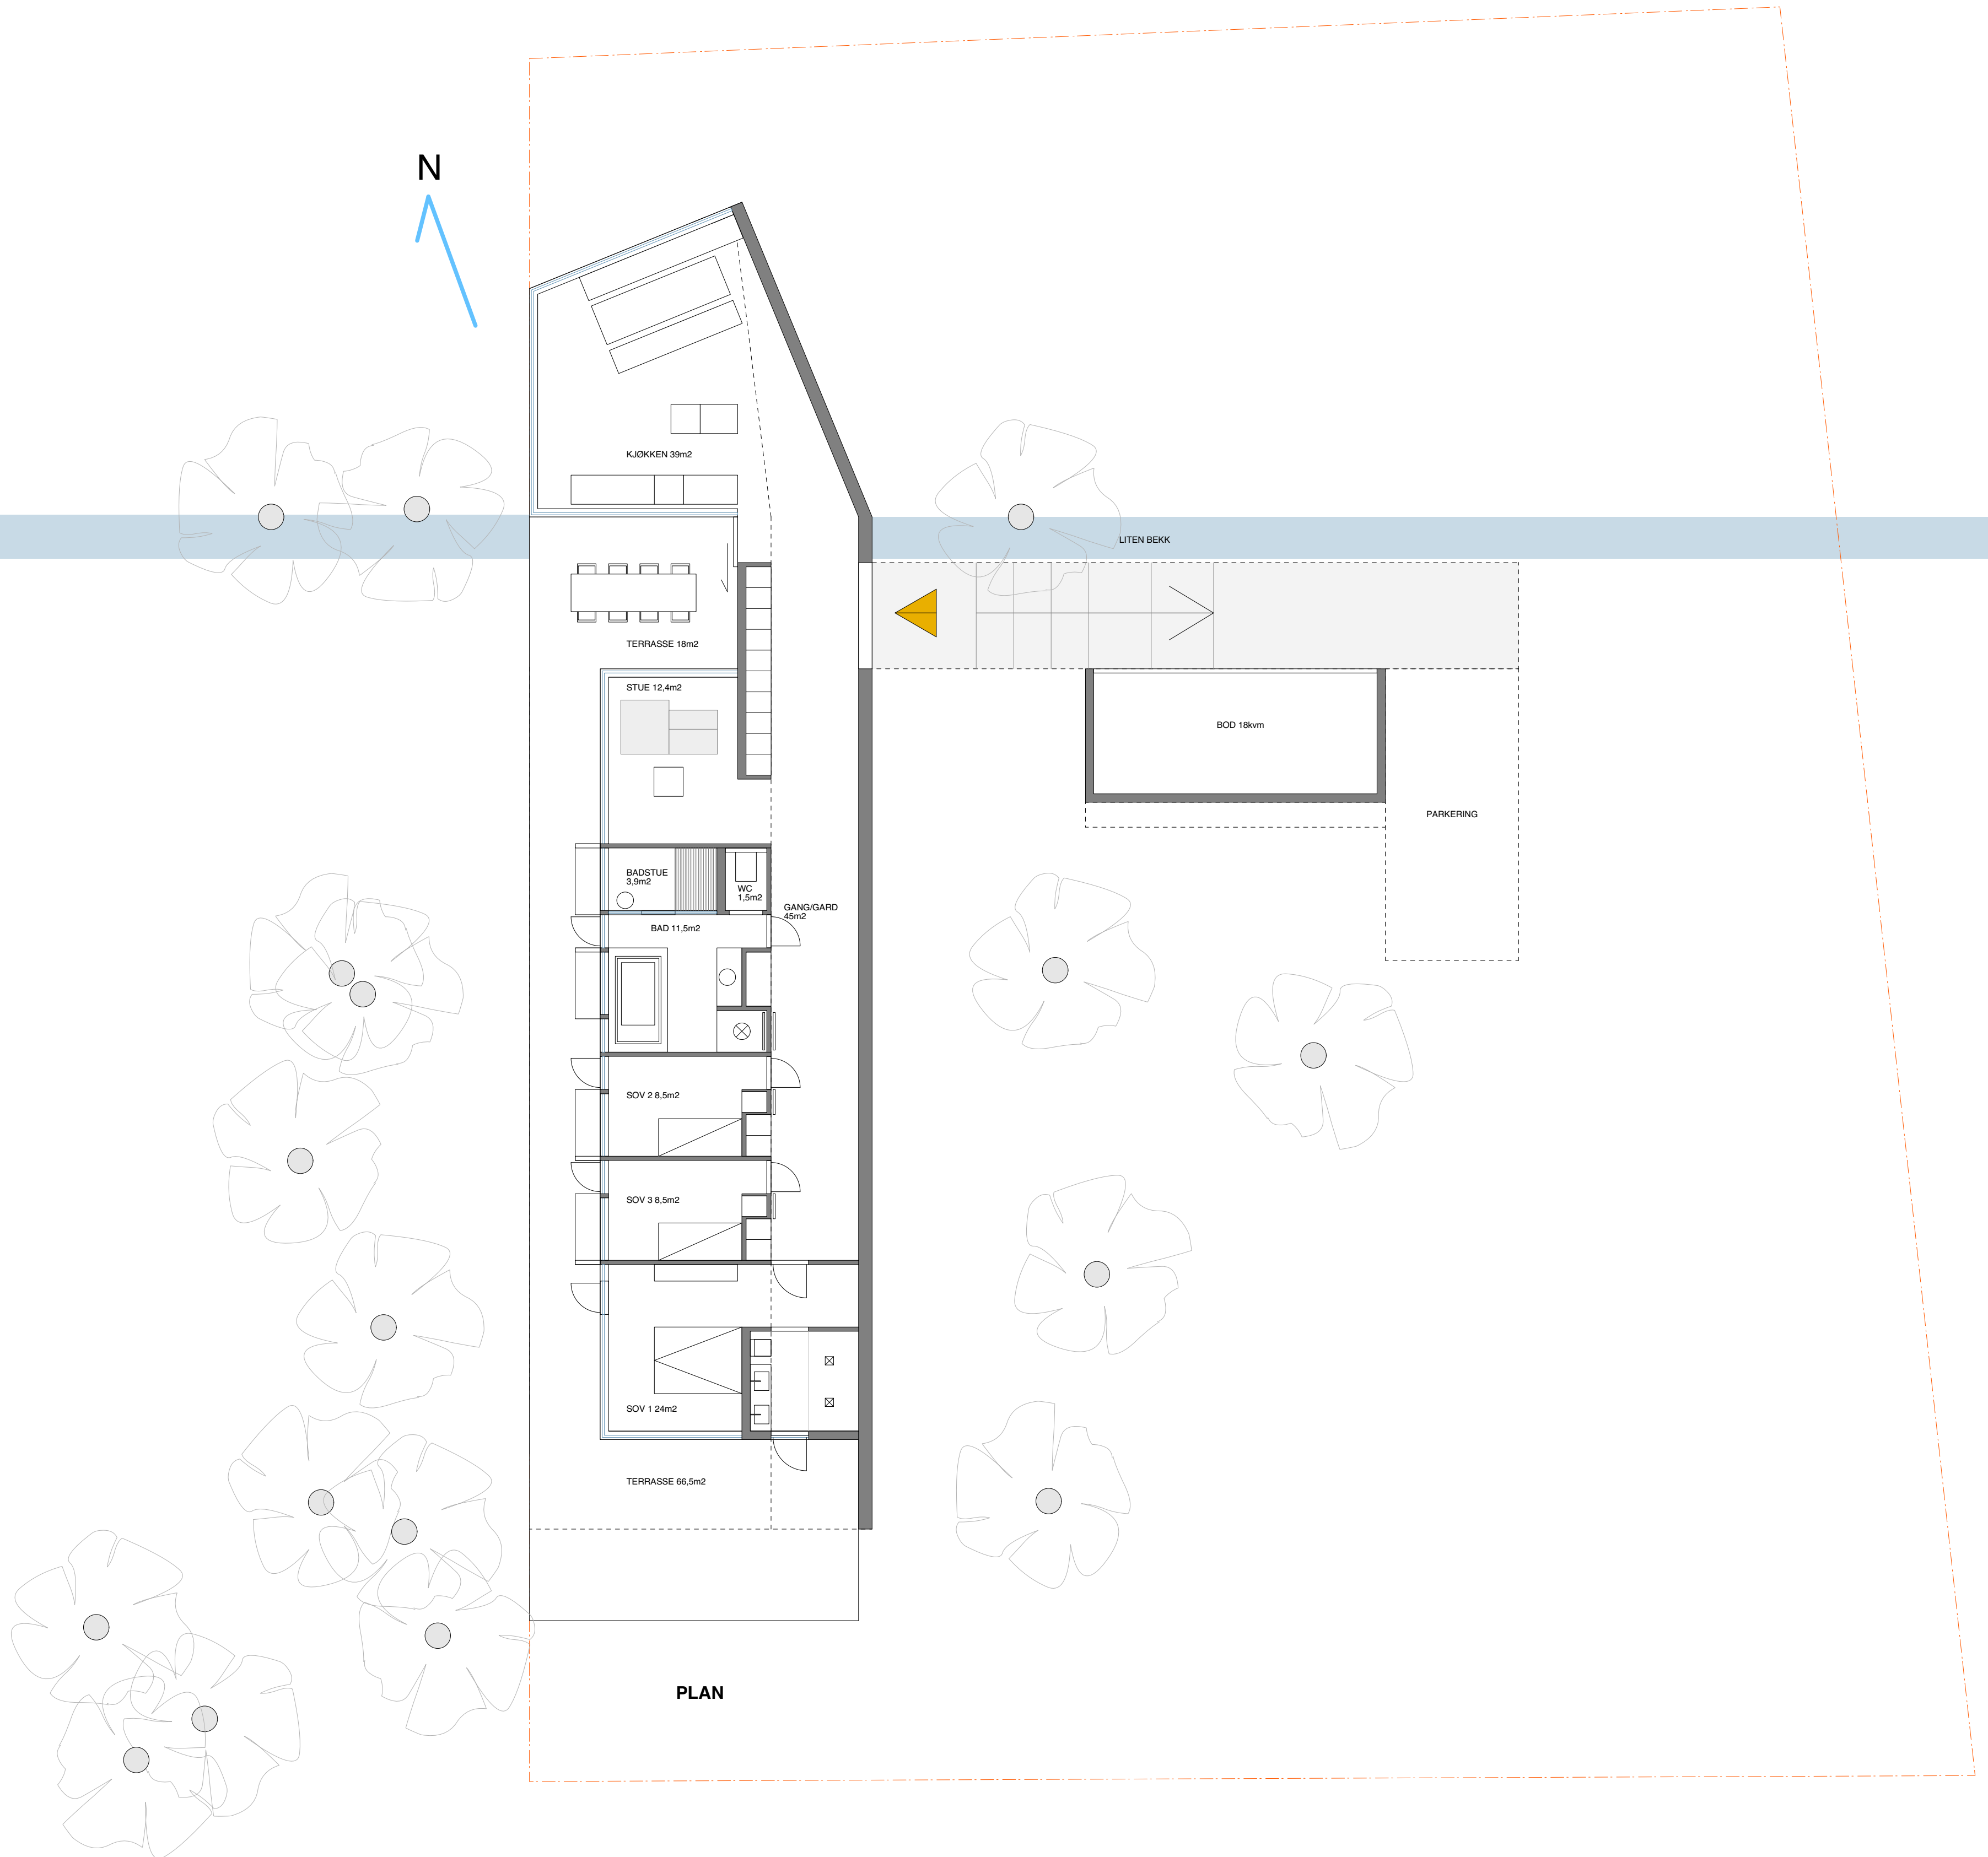 N
KJØKKEN 39m2
LITEN BEKK
TERRASSE 18m2
STUE 12,4m2
BOD 18kvm
PARKERING
BADSTUE
3,9m2
WC
1,5m2
GANG/GARD
45m2
BAD 11,5m2
SOV 2 8,5m2
SOV 3 8,5m2
SOV 1 24m2
TERRASSE 66,5m2
PLAN